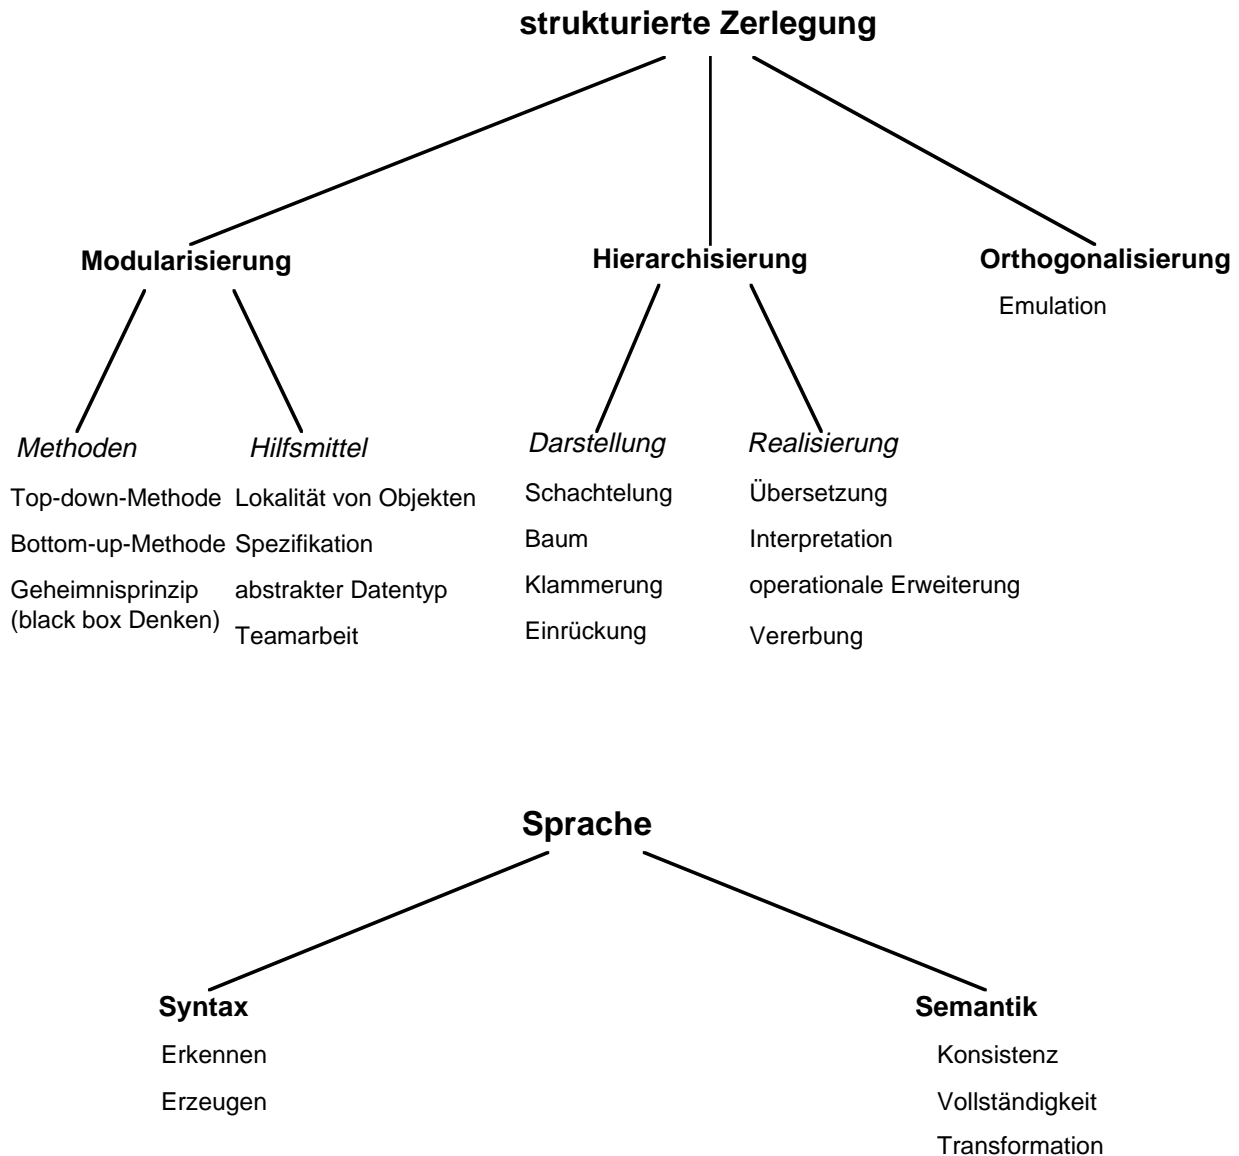 strukturierte Zerlegung
Modularisierung
Hierarchisierung
Orthogonalisierung
Emulation
Methoden
Top-down-Methode
Bottom-up-Methode
Geheimnisprinzip
(black box Denken)
Hilfsmittel
Lokalität von Objekten
Spezifikation
abstrakter Datentyp
Teamarbeit
Darstellung
Schachtelung
Baum
Klammerung
Einrückung
Realisierung
Übersetzung
Interpretation
operationale Erweiterung
Vererbung
Sprache
Syntax
Erkennen
Erzeugen
Semantik
Konsistenz
Vollständigkeit
Transformation